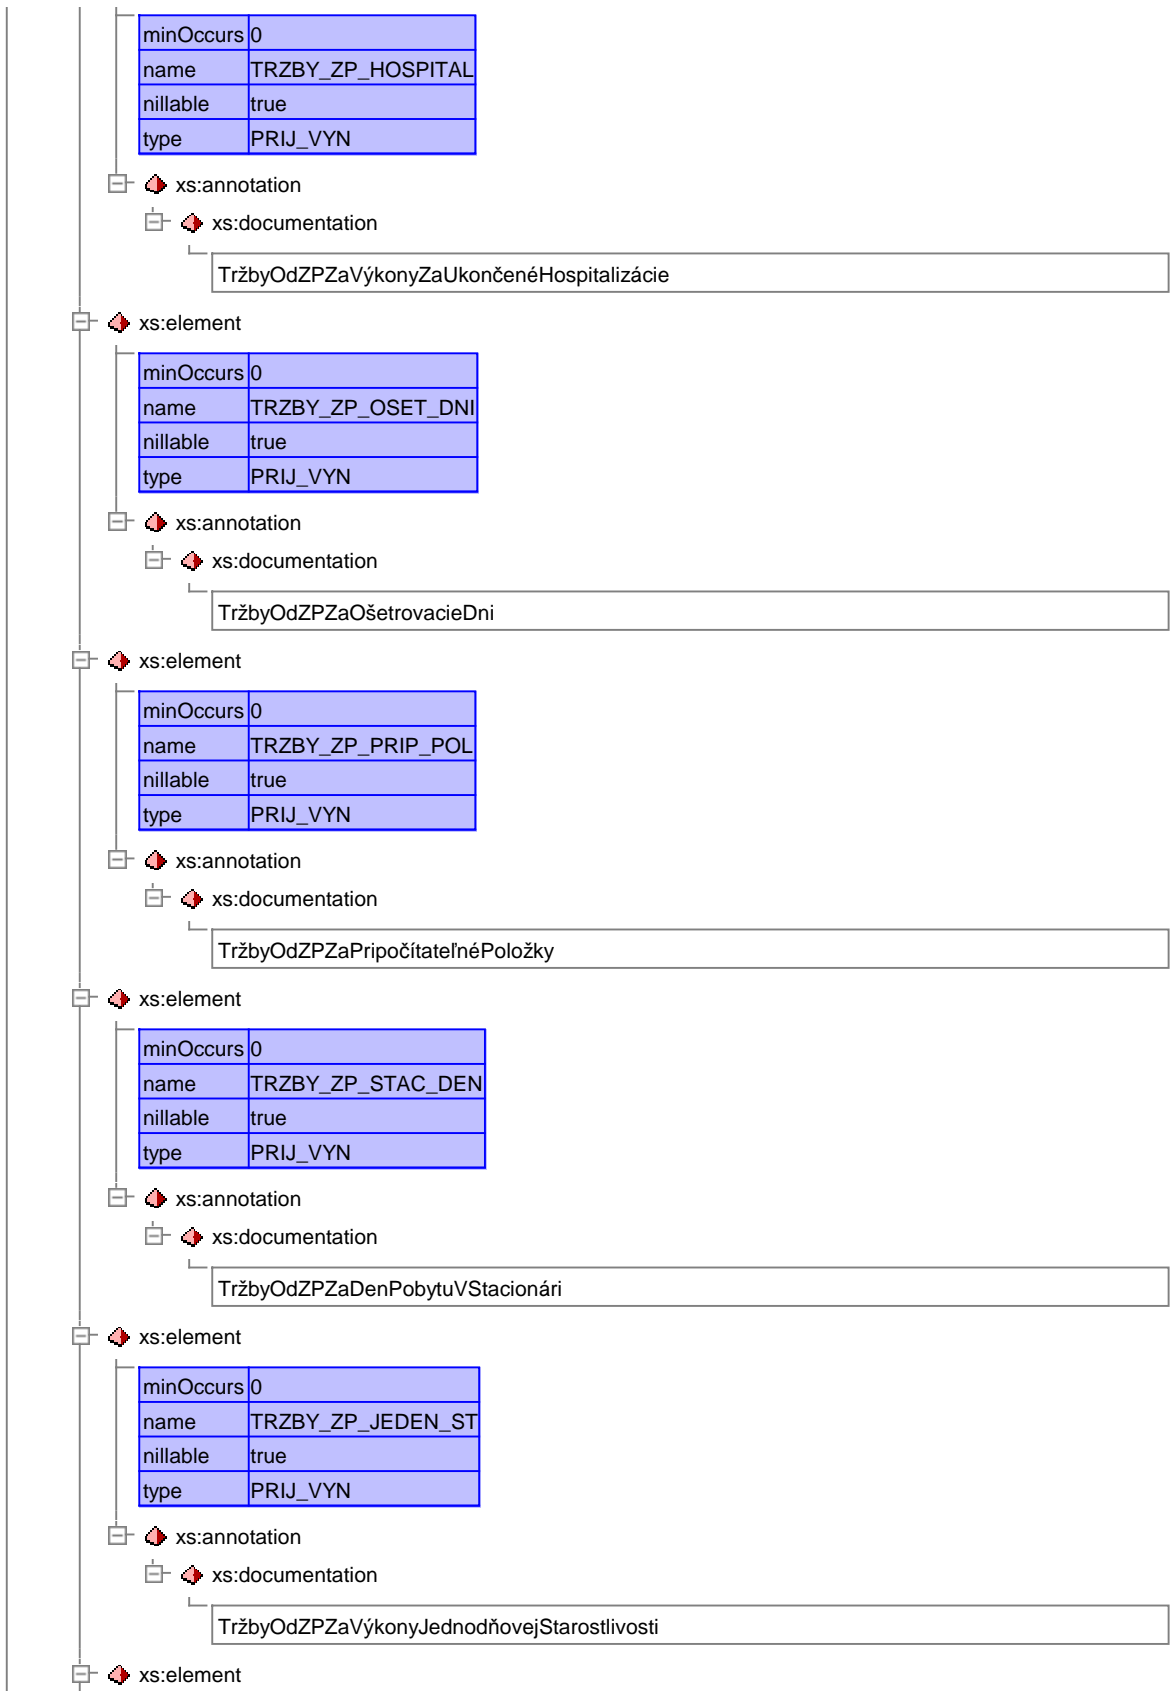 minOccurs 0
name TRZBY_ZP_HOSPITAL
nillable true
type PRIJ_VYN
xs:annotation
xs:documentation
TržbyOdZPZaVýkonyZaUkončenéHospitalizácie
xs:element
minOccurs 0
name TRZBY_ZP_OSET_DNI
nillable true
type PRIJ_VYN
xs:annotation
xs:documentation
TržbyOdZPZaOšetrovacieDni
xs:element
minOccurs 0
name TRZBY_ZP_PRIP_POL
nillable true
type PRIJ_VYN
xs:annotation
xs:documentation
TržbyOdZPZaPripočítateľnéPoložky
xs:element
minOccurs 0
name TRZBY_ZP_STAC_DEN
nillable true
type PRIJ_VYN
xs:annotation
xs:documentation
TržbyOdZPZaDenPobytuVStacionári
xs:element
minOccurs 0
name TRZBY_ZP_JEDEN_ST
nillable true
type PRIJ_VYN
xs:annotation
xs:documentation
TržbyOdZPZaVýkonyJednodňovejStarostlivosti
xs:element